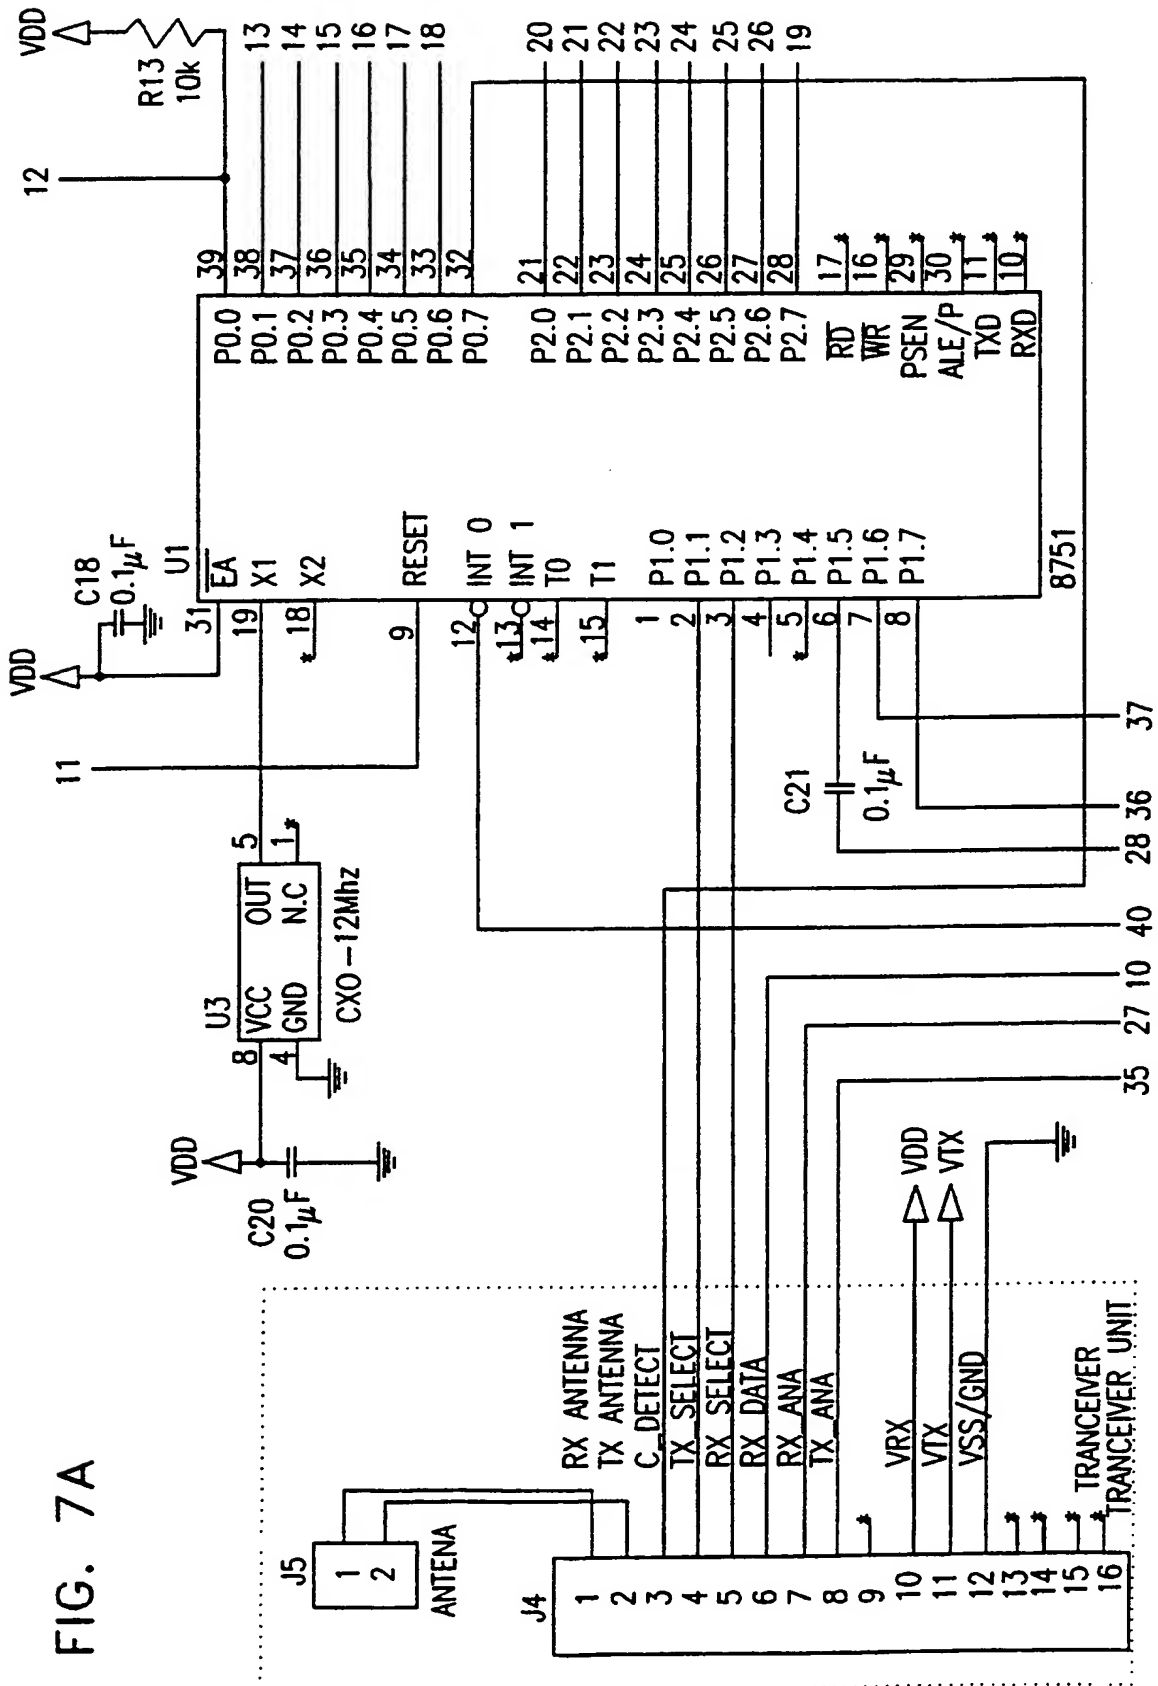 FIG. 7A
VDD
R13
10k
12
VDD
C18
0.1µF
11
U1
31 EA
19 X1
*18 X2
9 RESET
12 INT 0
*13 INT 1
*14 T0
*15 T1
1 P1.0
2 P1.1
3 P1.2
4 P1.3
*5 P1.4
6 P1.5
7 P1.6
8 P1.7
P0.0 39
P0.1 38 13
P0.2 37 14
P0.3 36 15
P0.4 35 16
P0.5 34 17
P0.6 33 18
P0.7 32
P2.0 21 20
P2.1 22 21
P2.2 23 22
P2.3 24 23
P2.4 25 24
P2.5 26 25
P2.6 27 26
P2.7 28 19
RD 17 *
WR 16 *
PSEN 29 *
ALE/P 30 *
TXD 11 *
RXD 10 *
8751
U3
8 VCC OUT 5
4 GND N.C 1 *
CXO-12Mhz
VDD
C20
0.1µF
C21
0.1µF
J5
1
2
ANTENA
J4
1 RX ANTENNA
2 TX ANTENNA
3 C_DETECT
4 TX_SELECT
5 RX_SELECT
6 RX_DATA
7 RX_ANA
8 TX_ANA
9 *
10 VRX VDD
11 VTX VTX
12 VSS/GND
13 *
14 *
15 *
16 *
TRANCEIVER
TRANCEIVER UNIT
35 27 10 40 28 36 37